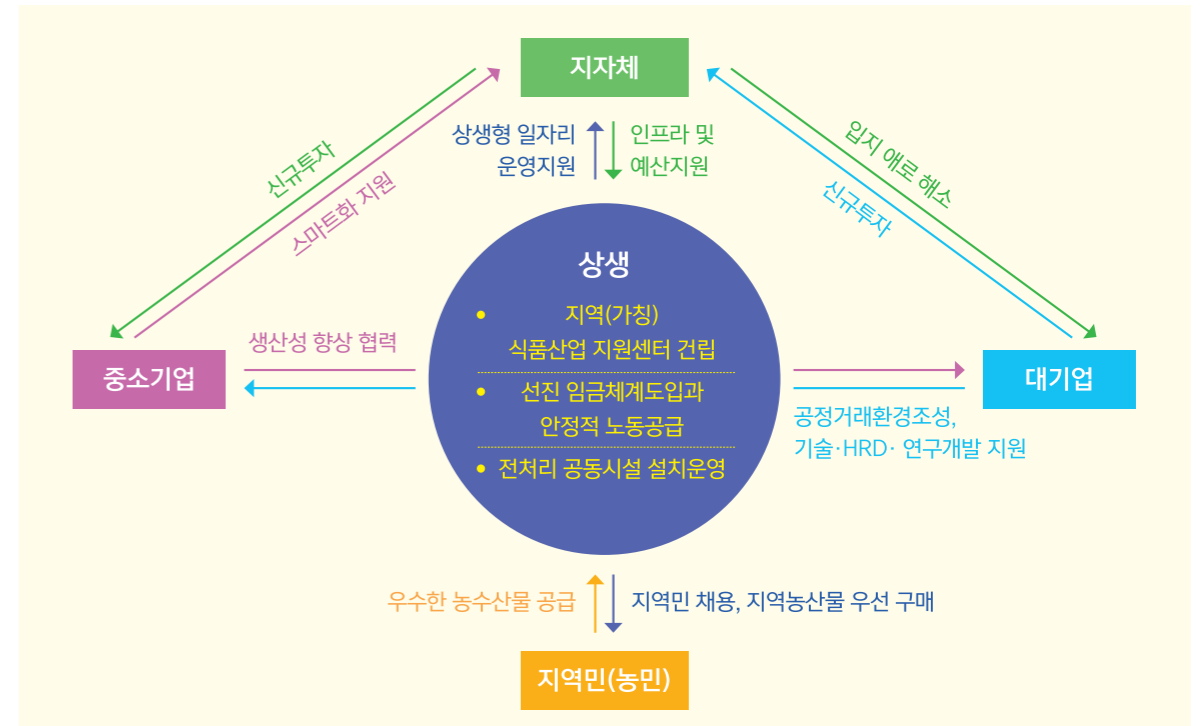 지자체
상생형 일자리
운영지원
인프라 및
예산지원
신규투자
스마트화 지원
입지 애로 해소
신규투자
상생
• 지역(가칭)
식품산업 지원센터 건립
• 선진 임금체계도입과
안정적 노동공급
• 전처리 공동시설 설치운영
생산성 향상 협력
중소기업
대기업
공정거래환경조성,
기술·HRD· 연구개발 지원
우수한 농수산물 공급
지역민 채용, 지역농산물 우선 구매
지역민(농민)